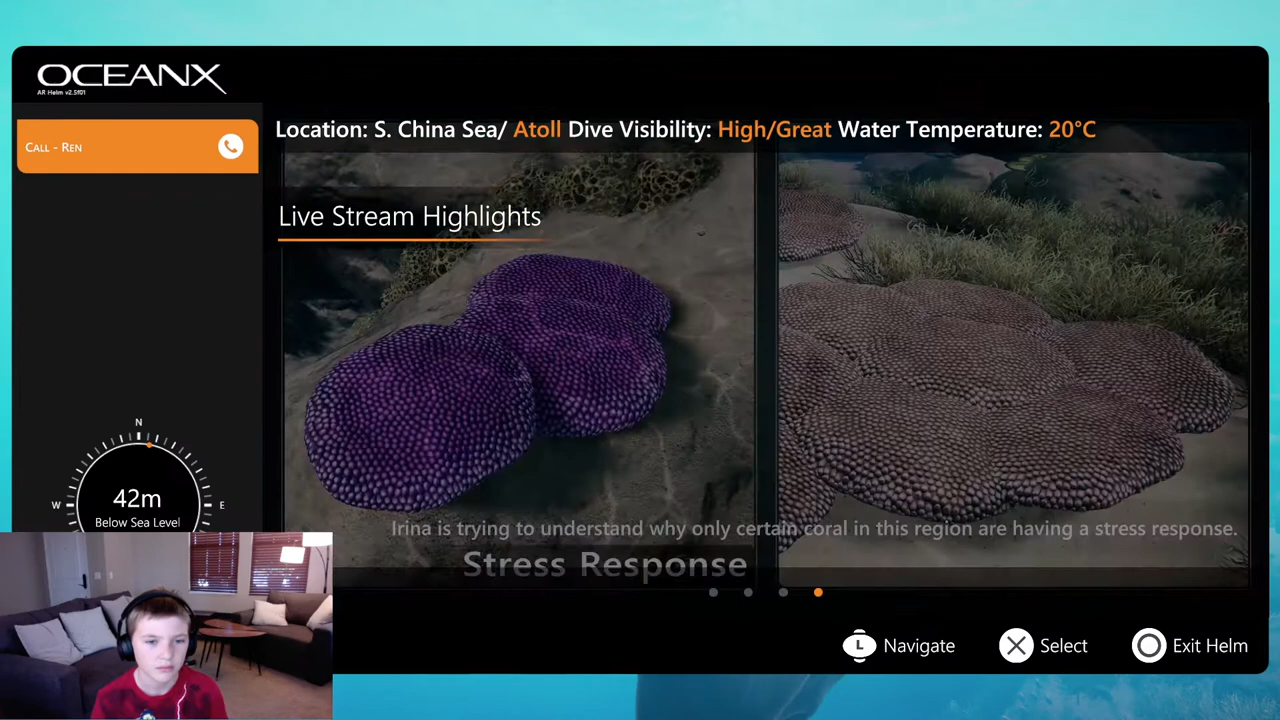 OCEANX
AR Helm v2.5f01
Location: S. China Sea/ Atoll Dive Visibility: High/Great Water Temperature: 20°C
CALL - REN
Live Stream Highlights
N
W
E
42m
Below Sea Level
Irina is trying to understand why only certain coral in this region are having a stress response.
Stress Response
L Navigate
Select
Exit Helm